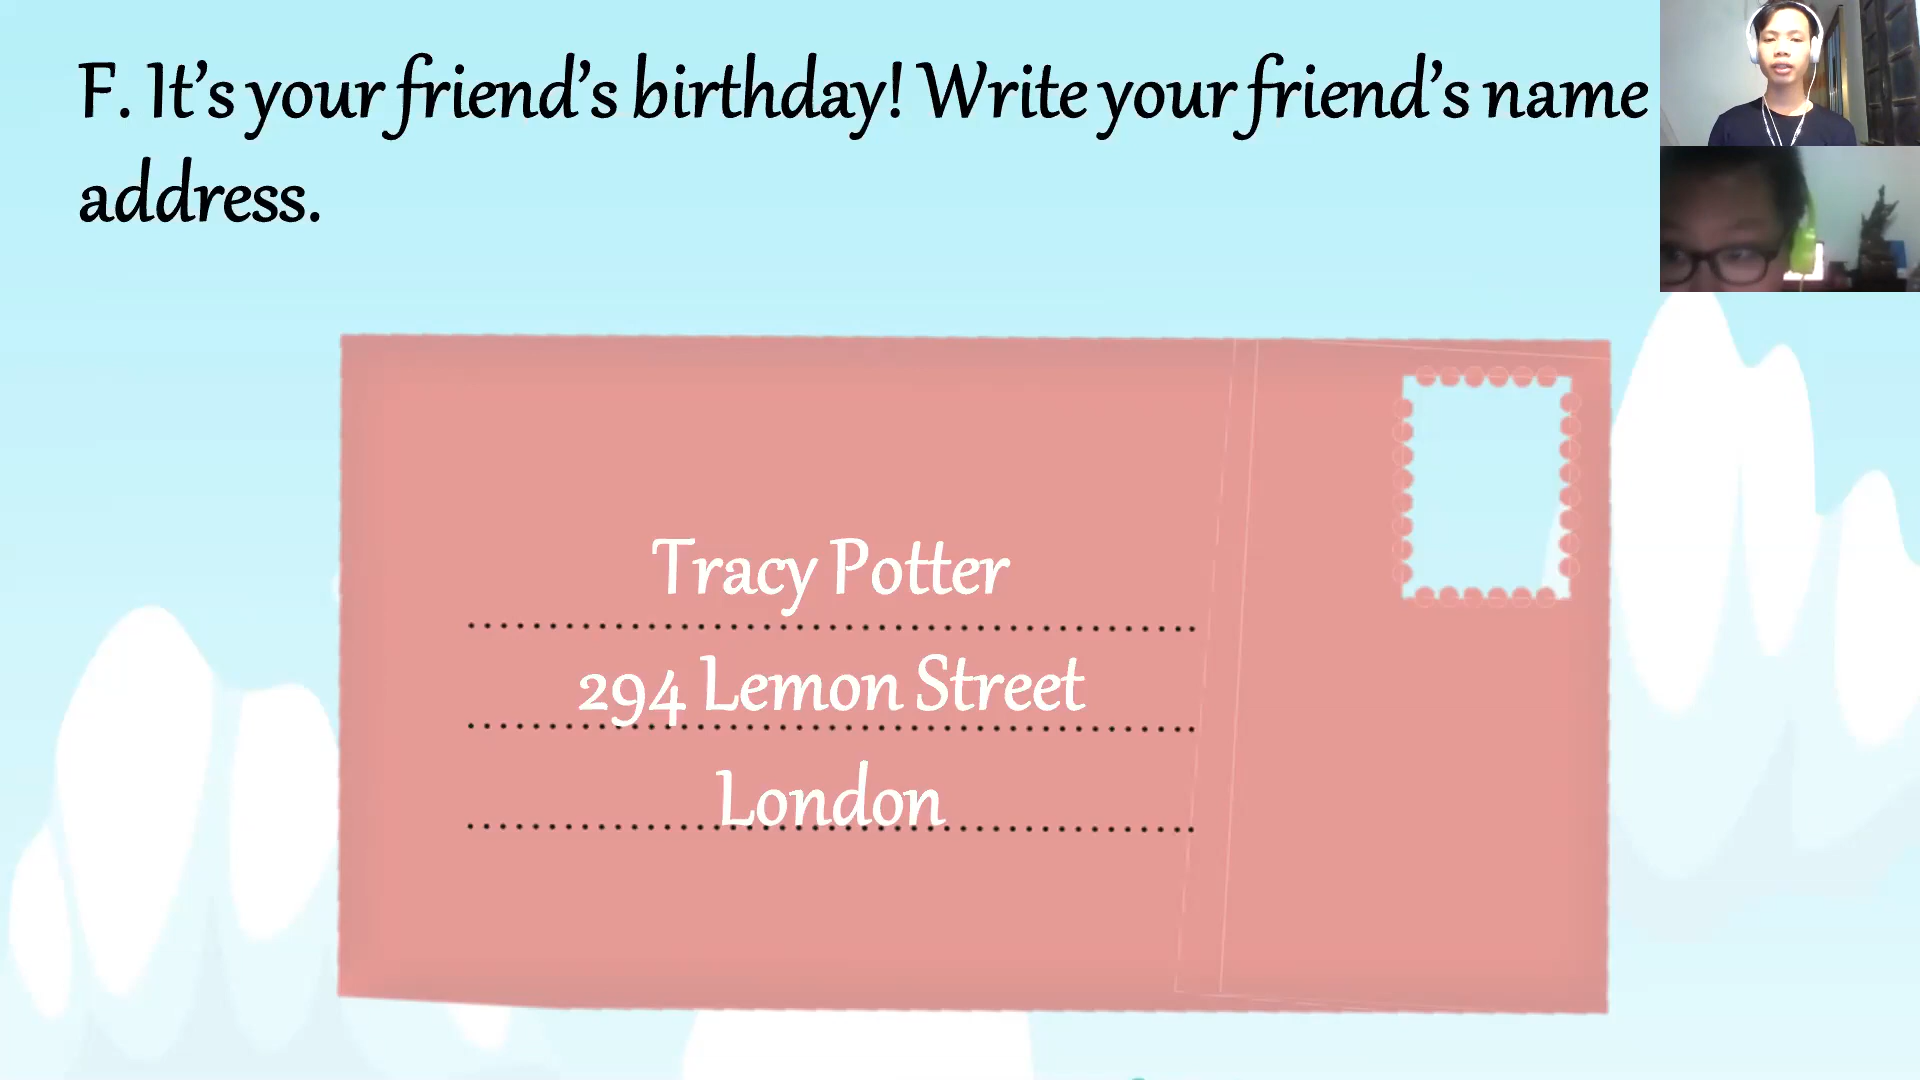 F. It's your friend's birthday! Write your friend's name
address.
Tracy Potter
294 Lemon Street
London